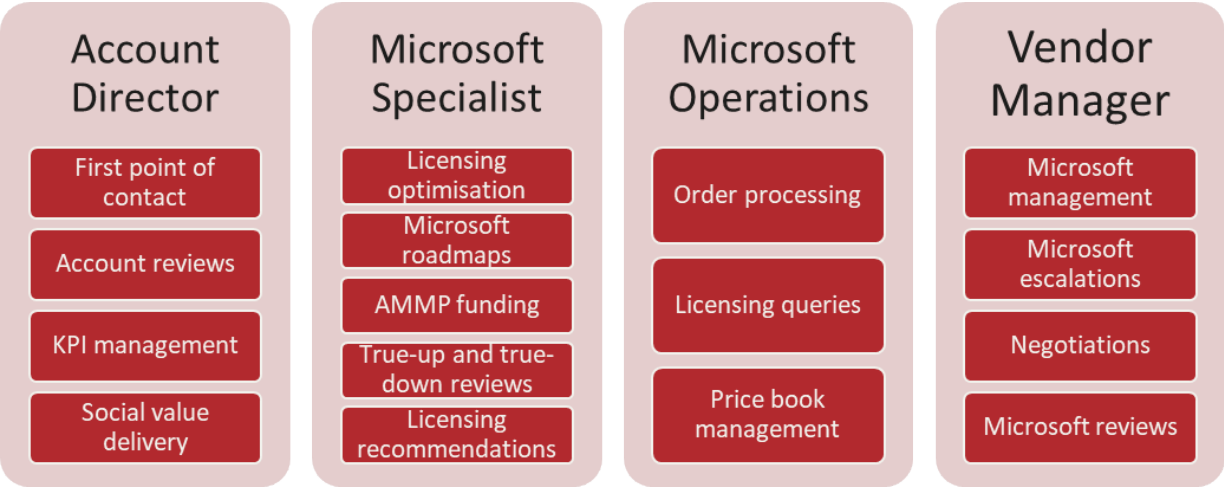 Account
Director
First point of
contact
Account reviews
KPI management
Social value
delivery
Microsoft
Specialist
Licensing
optimisation
Microsoft
roadmaps
AMMP funding
True-up and true-
down reviews
Licensing
recommendations
Microsoft
Operations
Order processing
Licensing queries
Price book
management
Vendor
Manager
Microsoft
management
Microsoft
escalations
Negotiations
Microsoft reviews